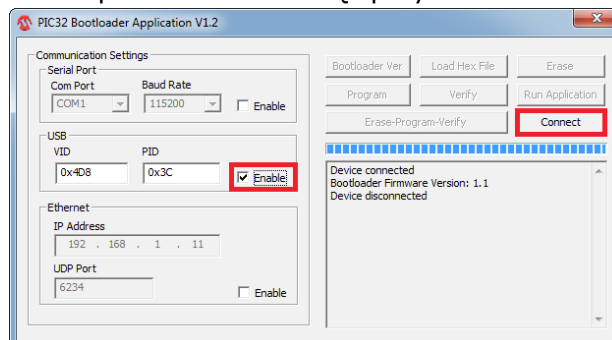 PIC32 Bootloader Application V1.2
Communication Settings
Serial Port
Com Port Baud Rate
COM1 115200 Enable
USB
VID PID
0x4D8 0x3C Enable
Ethernet
IP Address
192 . 168 . 1 . 11
UDP Port
6234 Enable
Bootloader Ver Load Hex File Erase
Program Verify Run Application
Erase-Program-Verify Connect
Device connected
Bootloader Firmware Version: 1.1
Device disconnected